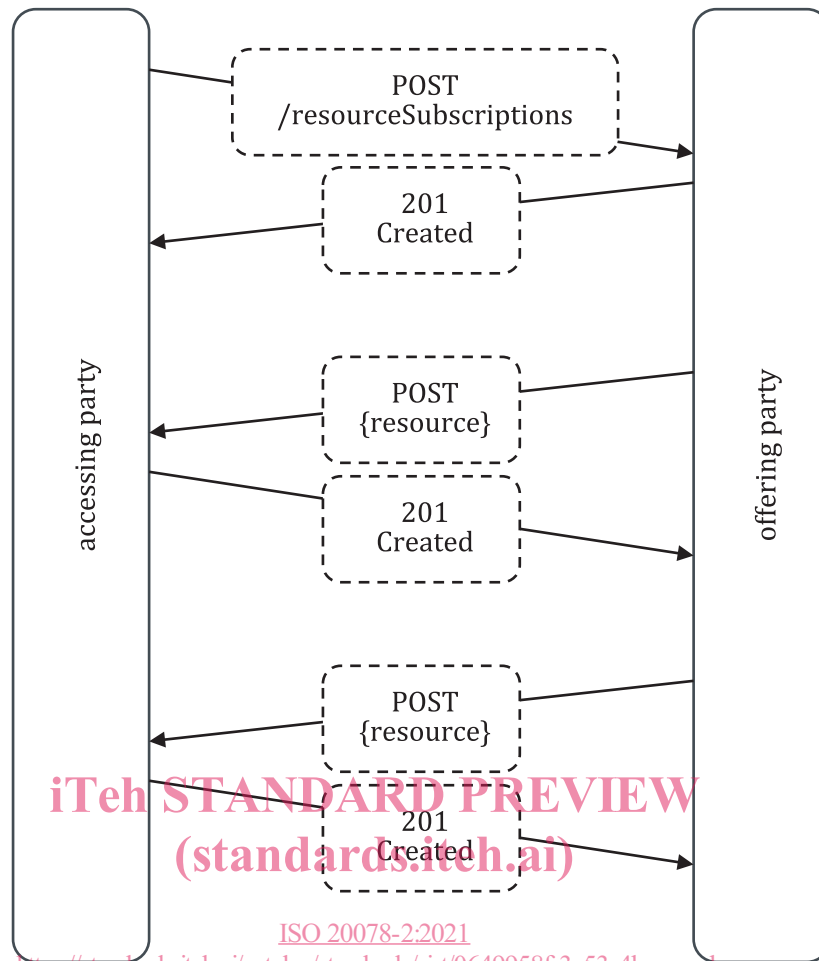 POST
/resourceSubscriptions
201
Created
accessing party
offering party
POST
{resource}
201
Created
POST
{resource}
iTeh STANDARD PREVIEW
201
Created
(standards.iteh.ai)
ISO 20078-2:2021